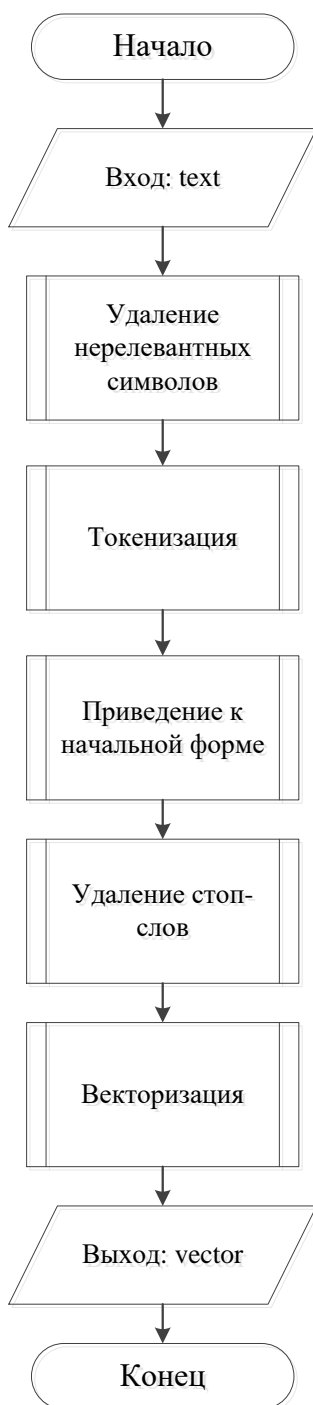 Начало
Вход: text
Удаление
нерелевантных
символов
Токенизация
Приведение к
начальной форме
Удаление стоп-
слов
Векторизация
Выход: vector
Конец